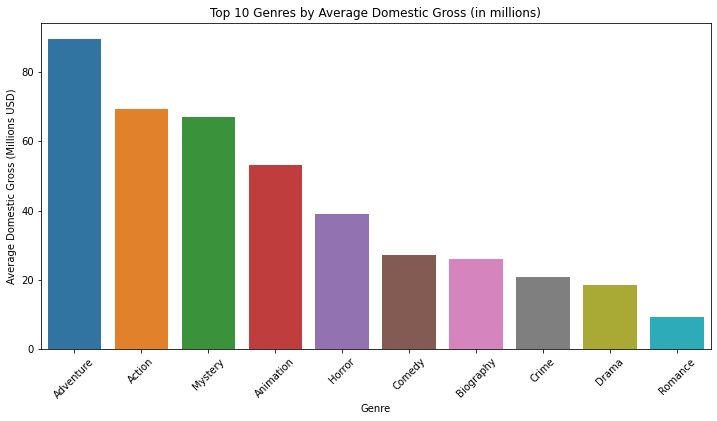 Top 10 Genres by Average Domestic Gross (in millions)
Average Domestic Gross (Millions USD)
80
60
40
20
0
Adventure
Action
Mystery
Animation
Horror
Comedy
Biography
Crime
Drama
Romance
Genre